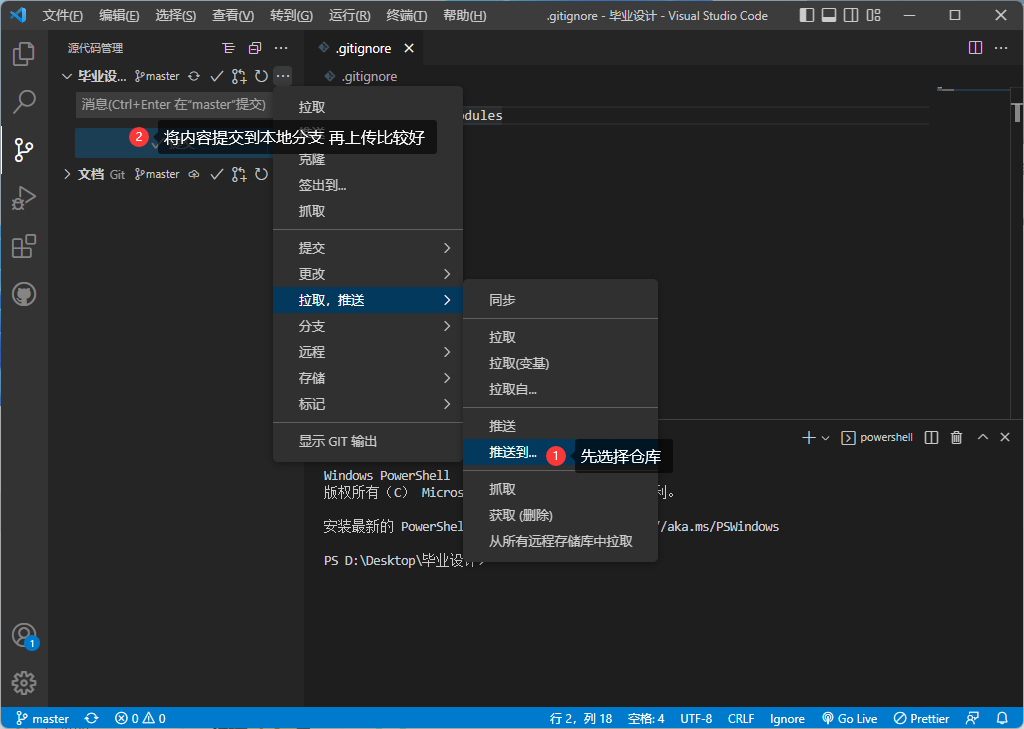 文件(F) 编辑(E) 选择(S) 查看(V) 转到(G) 运行(R) 终端(T) 帮助(H) .gitignore - 毕业设计 - Visual Studio Code
源代码管理
.gitignore
毕业设... master
.gitignore
消息(Ctrl+Enter 在"master"提交)
odules
2 将内容提交到本地分支 再上传比较好
文档 Git master
拉取
克隆
签出到...
抓取
提交
更改
拉取，推送
分支
远程
存储
标记
显示 GIT 输出
同步
拉取
拉取(变基)
拉取自...
推送
推送到...
1 先选择仓库
抓取
获取 (删除)
从所有远程存储库中拉取
powershell
Windows PowerShell
版权所有（C） Micros 利。
安装最新的 PowerShel /aka.ms/PSWindows
PS D:\Desktop\毕业设计>
1
master 0 0 行 2，列 18 空格: 4 UTF-8 CRLF Ignore Go Live Prettier